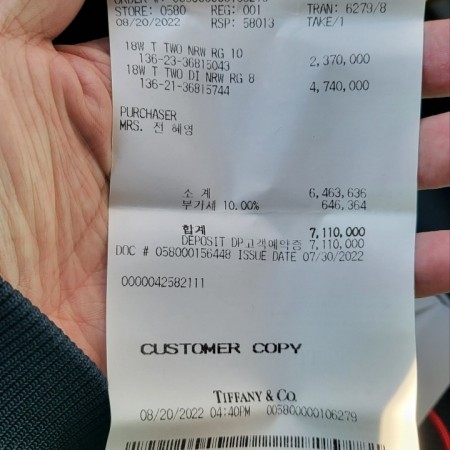 STORE: 0580 REG: 001 TRAN: 6279/8
08/20/2022 RSP: 58013 TAKE/1
18W T TWO NRW RG 10
136-23-36815043 2,370,000
18W T TWO DI NRW RG 8
136-21-36815744 4,740,000
PURCHASER
MRS. 전 혜영
소 계 6,463,636
부가세 10.00% 646,364
합계 7,110,000
DEPOSIT DP고객예약증 7,110,000
DOC # 058000156448 ISSUE DATE 07/30/2022
0000042582111
CUSTOMER COPY
TIFFANY & CO.
08/20/2022 04:40PM 00580000106279